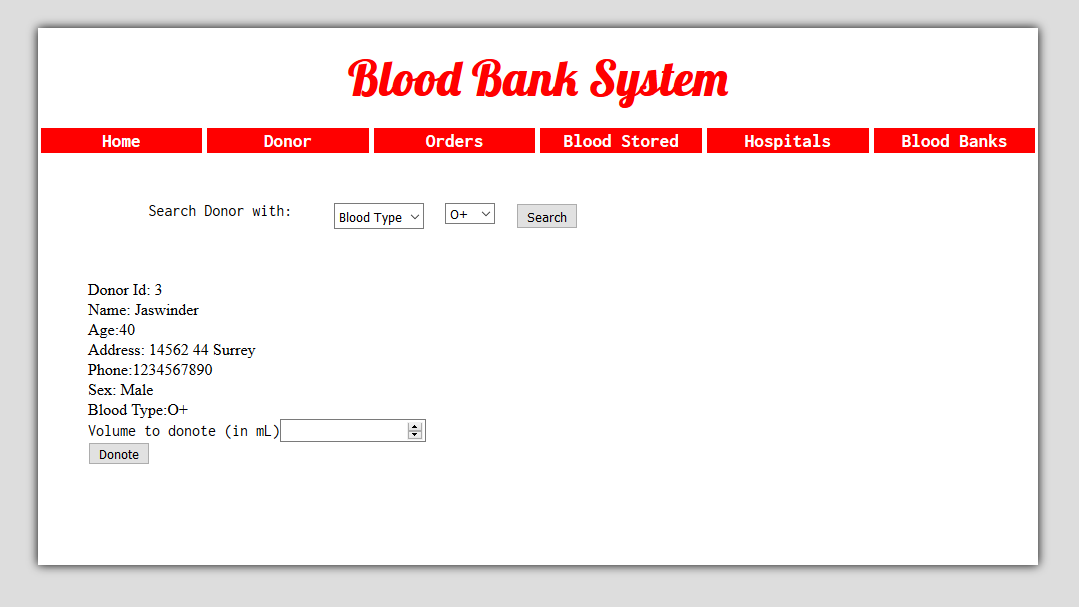 Blood Bank System
Home Donor Orders Blood Stored Hospitals Blood Banks
Search Donor with: Blood Type O+ Search
Donor Id: 3
Name: Jaswinder
Age:40
Address: 14562 44 Surrey
Phone:1234567890
Sex: Male
Blood Type:O+
Volume to donote (in mL)
Donote